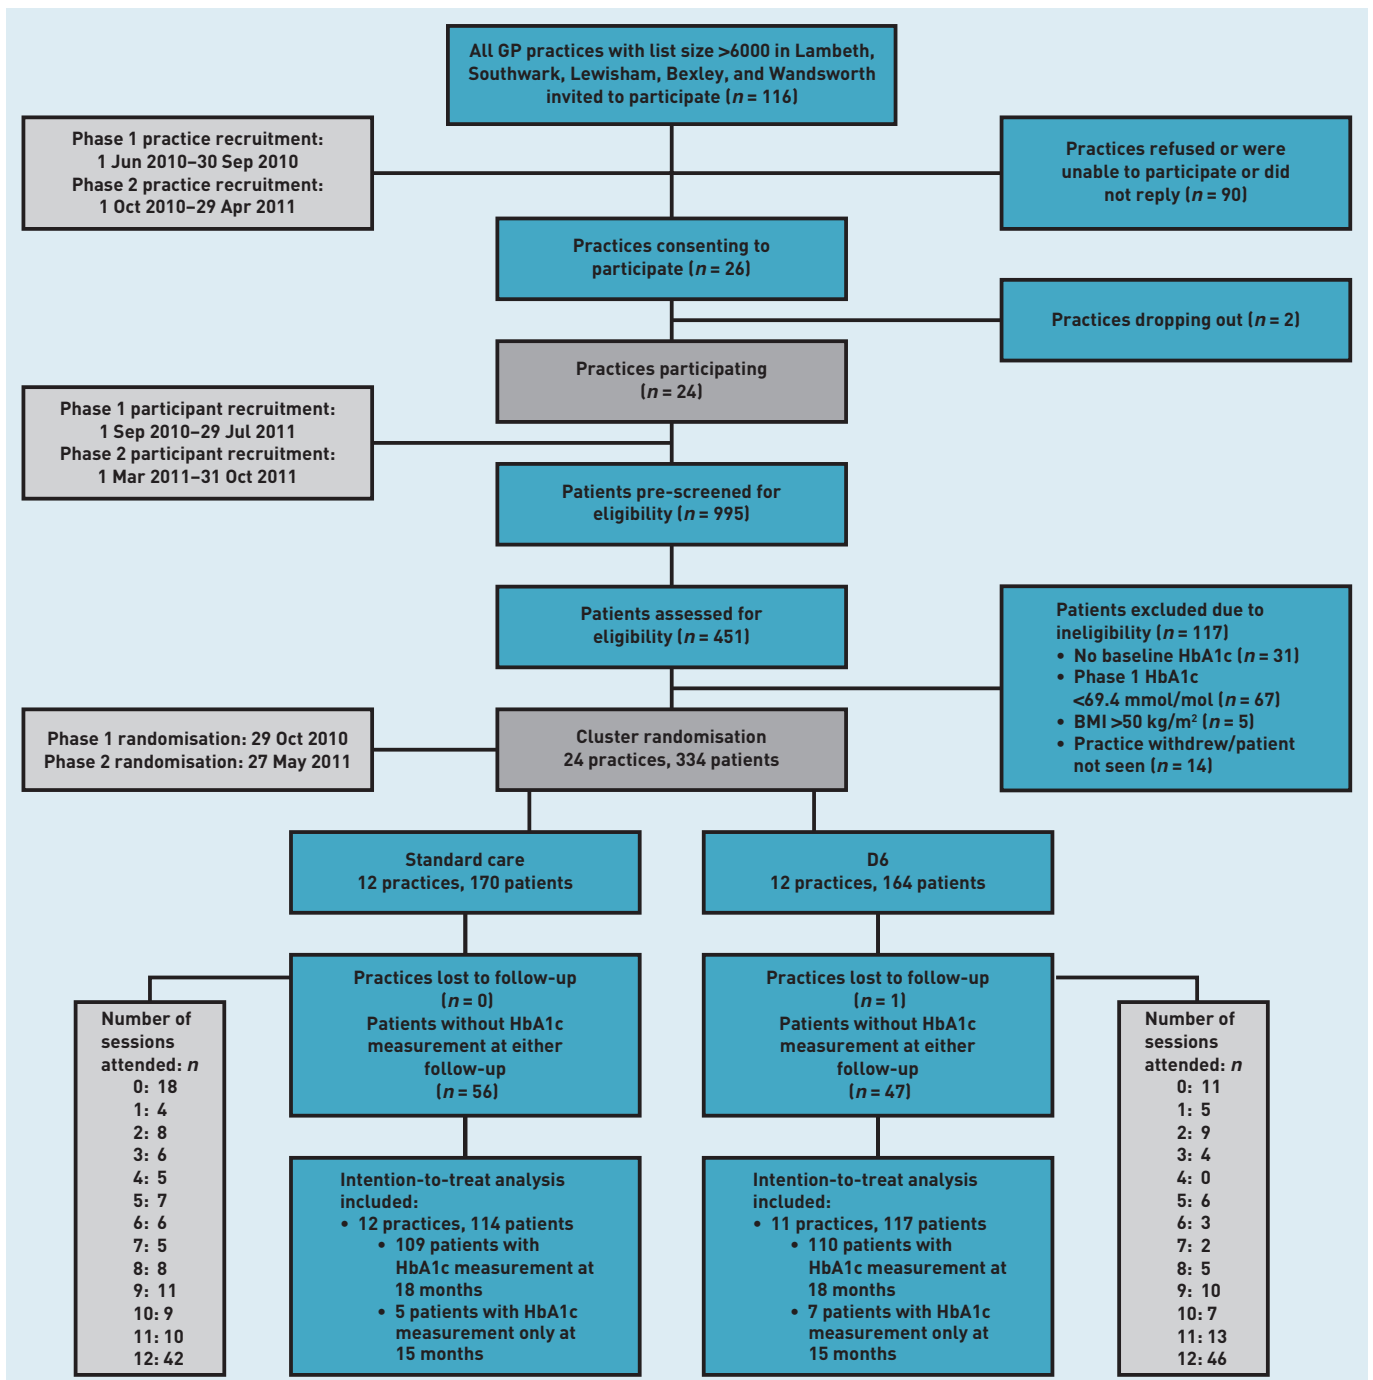 All GP practices with list size >6000 in Lambeth,
Southwark, Lewisham, Bexley, and Wandsworth
invited to participate (n = 116)
Phase 1 practice recruitment:
1 Jun 2010–30 Sep 2010
Phase 2 practice recruitment:
1 Oct 2010–29 Apr 2011
Practices refused or were
unable to participate or did
not reply (n = 90)
Practices consenting to
participate (n = 26)
Practices dropping out (n = 2)
Practices participating
(n = 24)
Phase 1 participant recruitment:
1 Sep 2010–29 Jul 2011
Phase 2 participant recruitment:
1 Mar 2011–31 Oct 2011
Patients pre-screened for
eligibility (n = 995)
Patients assessed for
eligibility (n = 451)
Patients excluded due to
ineligibility (n = 117)
• No baseline HbA1c (n = 31)
• Phase 1 HbA1c
<69.4 mmol/mol (n = 67)
• BMI >50 kg/m² (n = 5)
• Practice withdrew/patient
not seen (n = 14)
Phase 1 randomisation: 29 Oct 2010
Phase 2 randomisation: 27 May 2011
Cluster randomisation
24 practices, 334 patients
Standard care
12 practices, 170 patients
D6
12 practices, 164 patients
Practices lost to follow-up
(n = 0)
Patients without HbA1c
measurement at either
follow-up
(n = 56)
Practices lost to follow-up
(n = 1)
Patients without HbA1c
measurement at either
follow-up
(n = 47)
Number of
sessions
attended: n
0: 18
1: 4
2: 8
3: 6
4: 5
5: 7
6: 6
7: 5
8: 8
9: 11
10: 9
11: 10
12: 42
Intention-to-treat analysis
included:
• 12 practices, 114 patients
• 109 patients with
HbA1c measurement at
18 months
• 5 patients with HbA1c
measurement only at
15 months
Intention-to-treat analysis
included:
• 11 practices, 117 patients
• 110 patients with
HbA1c measurement at
18 months
• 7 patients with HbA1c
measurement only at
15 months
Number of
sessions
attended: n
0: 11
1: 5
2: 9
3: 4
4: 0
5: 6
6: 3
7: 2
8: 5
9: 10
10: 7
11: 13
12: 46